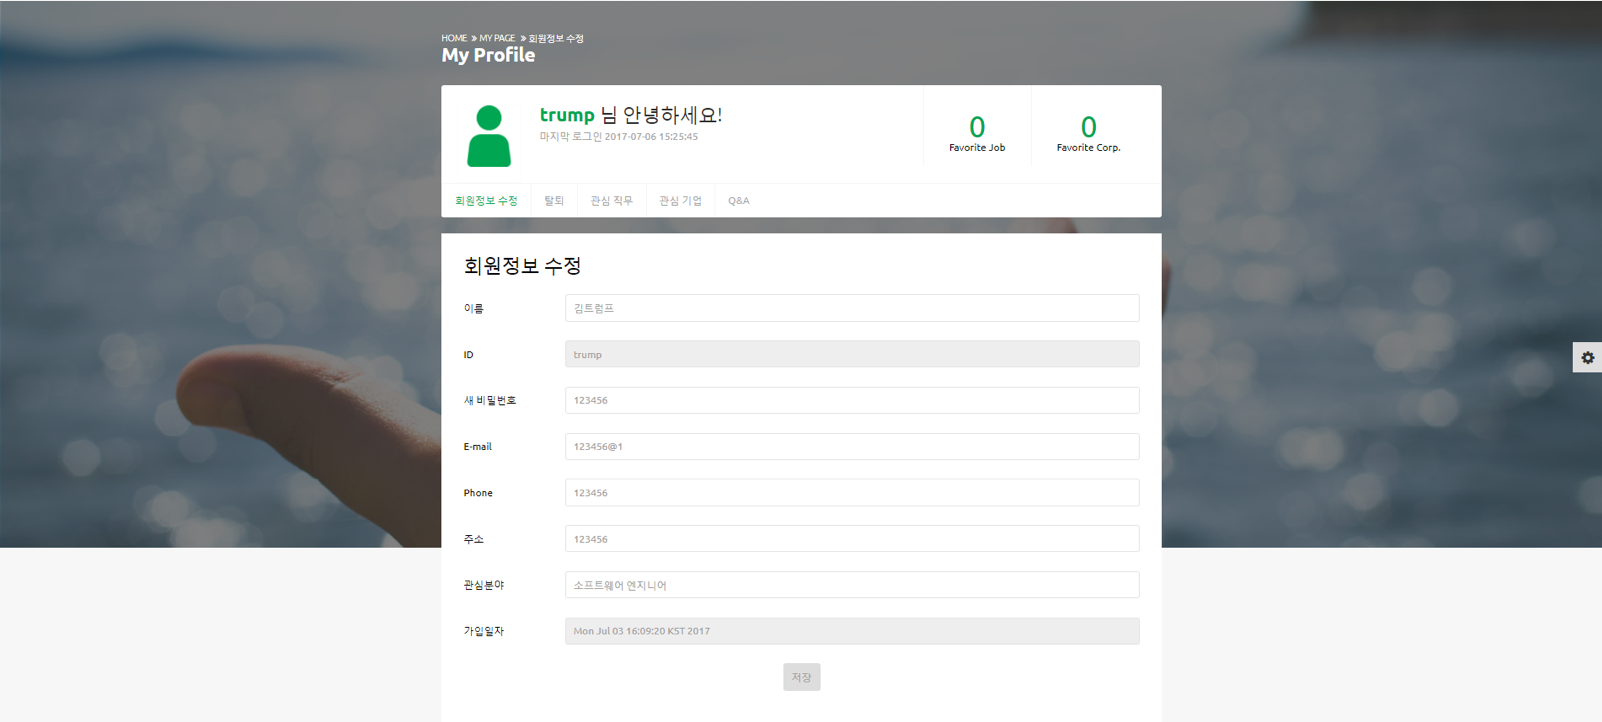 HOME » MY PAGE » 회원정보 수정
My Profile
trump 님 안녕하세요!
마지막 로그인 2017-07-06 15:25:45
0
Favorite Job
0
Favorite Corp.
회원정보 수정 탈퇴 관심 직무 관심 기업 Q&A
회원정보 수정
이름 김트럼프
ID trump
새 비밀번호 123456
E-mail 123456@1
Phone 123456
주소 123456
관심분야 소프트웨어 엔지니어
가입일자 Mon Jul 03 16:09:20 KST 2017
저장